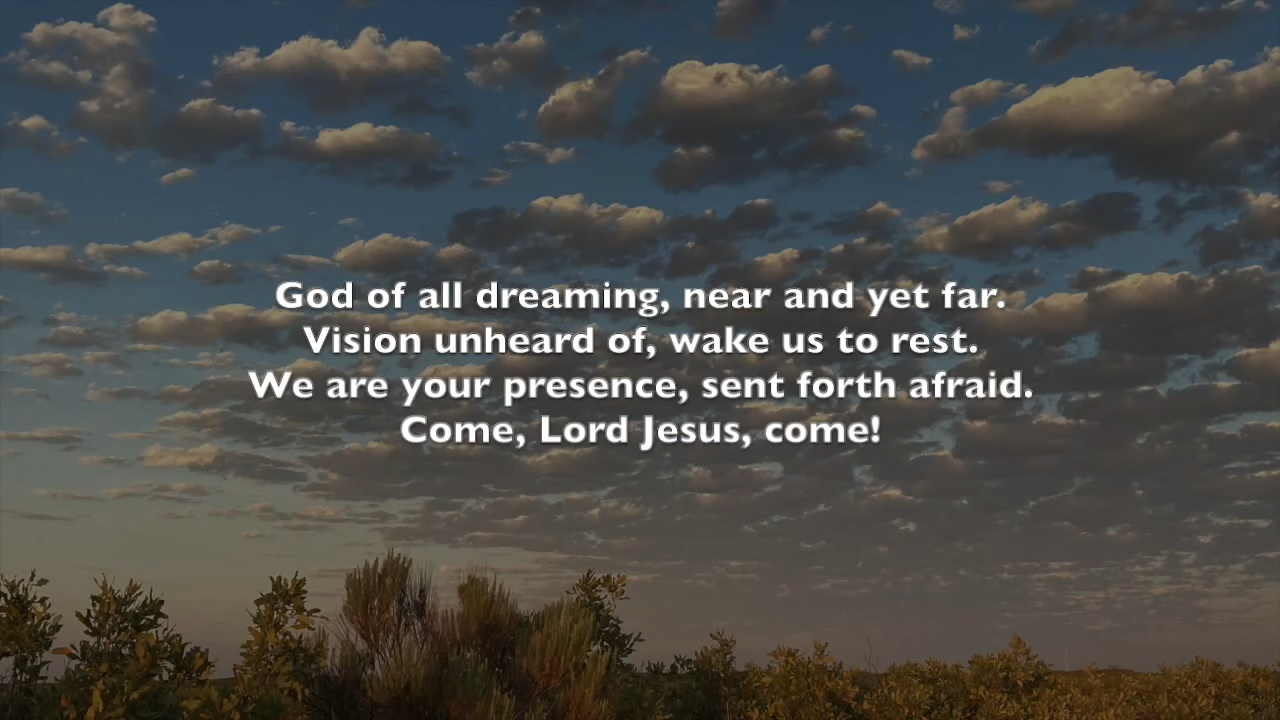 God of all dreaming, near and yet far.
Vision unheard of, wake us to rest.
We are your presence, sent forth afraid.
Come, Lord Jesus, come!